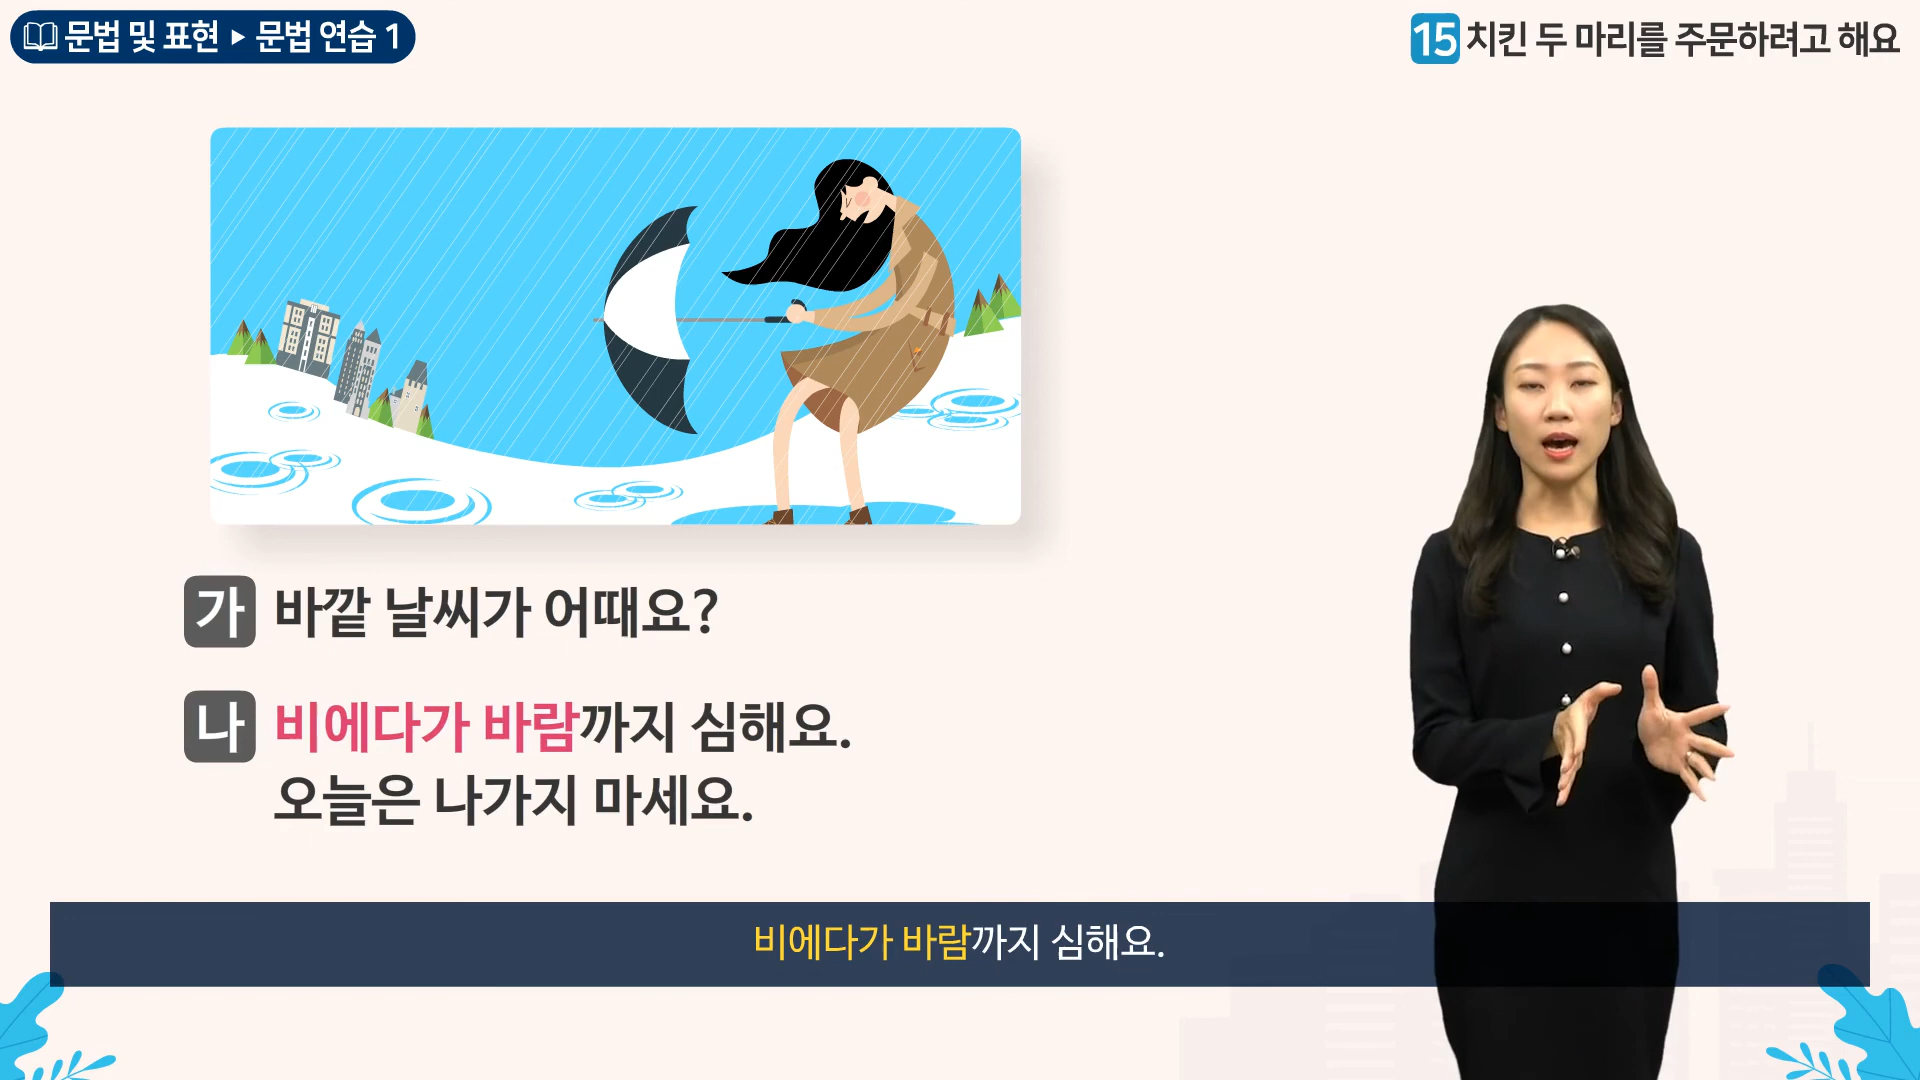 문법 및 표현 ▶ 문법 연습 1
15 치킨 두 마리를 주문하려고 해요
가 바깥 날씨가 어때요?
나 비에다가 바람까지 심해요.
오늘은 나가지 마세요.
비에다가 바람까지 심해요.